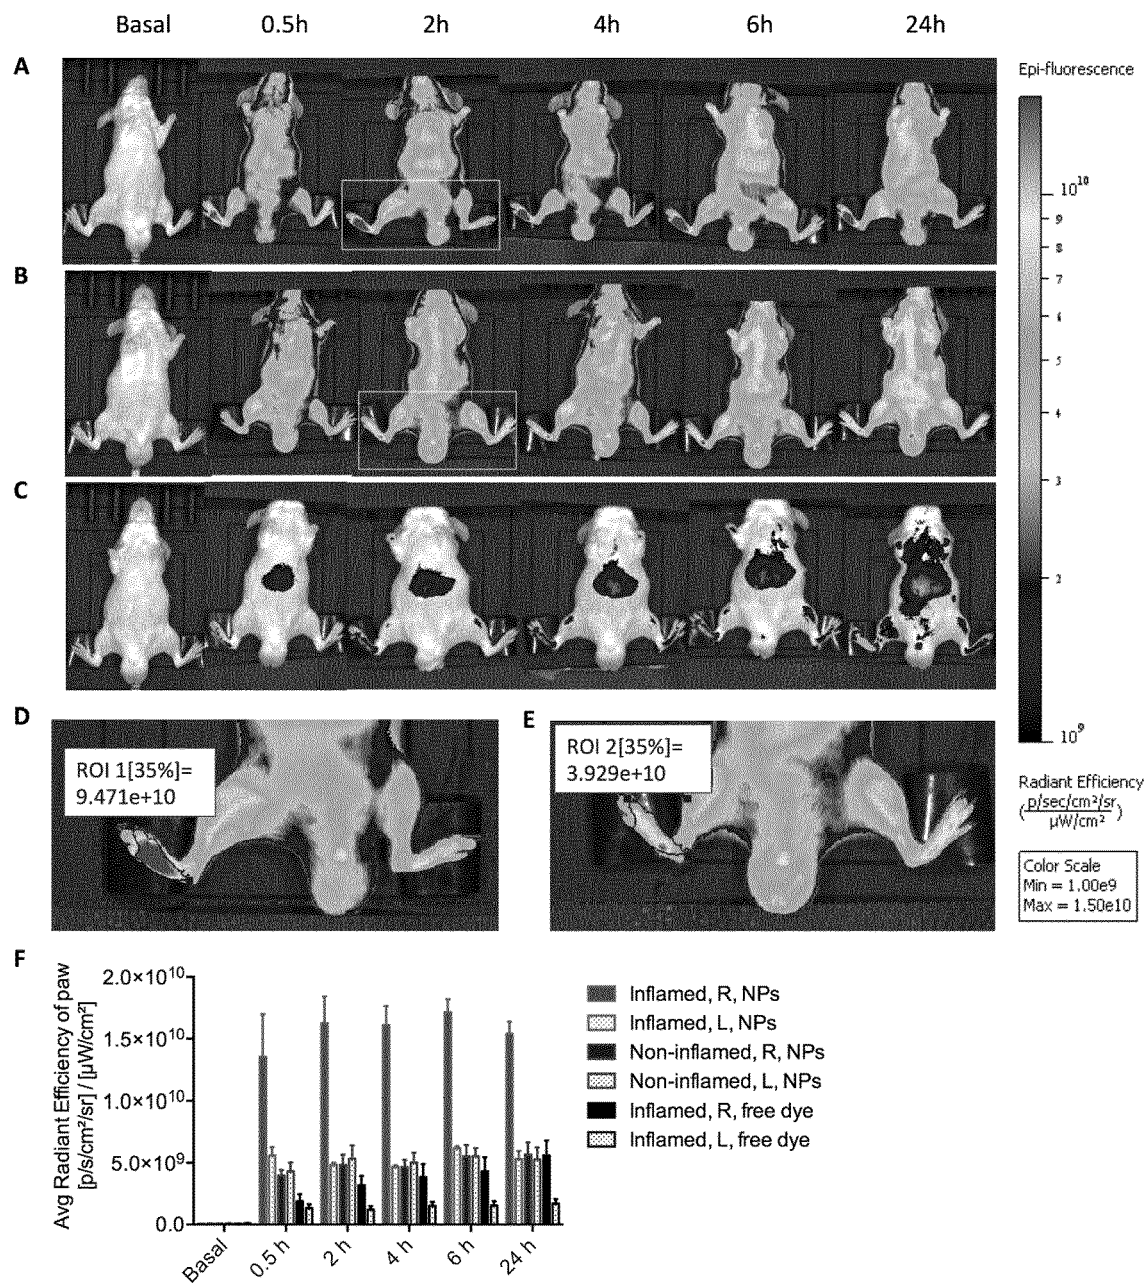 Basal 0.5h 2h 4h 6h 24h
A
Epi-fluorescence
10¹⁰
9
8
7
6
5
4
3
2
10⁹
B
C
Radiant Efficiency
(p/sec/cm²/sr
µW/cm²)
Color Scale
Min = 1.00e9
Max = 1.50e10
D
ROI 1[35%]=
9.471e+10
E
ROI 2[35%]=
3.929e+10
F
Avg Radiant Efficiency of paw
[p/s/cm²/sr] / [µW/cm²]
2.0×10¹⁰
1.5×10¹⁰
1.0×10¹⁰
5.0×10⁹
0.0
Basal 0.5 h 2 h 4 h 6 h 24 h
Inflamed, R, NPs
Inflamed, L, NPs
Non-inflamed, R, NPs
Non-inflamed, L, NPs
Inflamed, R, free dye
Inflamed, L, free dye